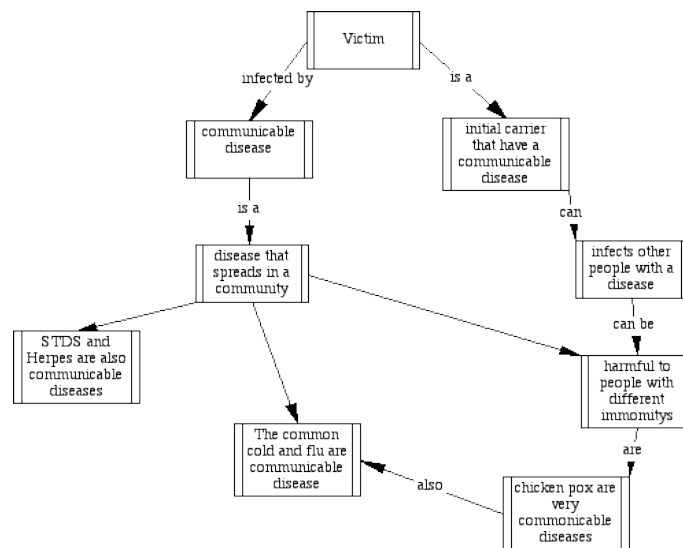 Victim
infected by
is a
communicable
disease
initial carrier
that have a
communicable
disease
is a
can
disease that
spreads in a
community
infects other
people with a
disease
can be
STDS and
Herpes are also
communicable
diseases
harmful to
people with
different
immomitys
The common
cold and flu are
communicable
disease
are
also
chicken pox are
very
commonicable
diseases